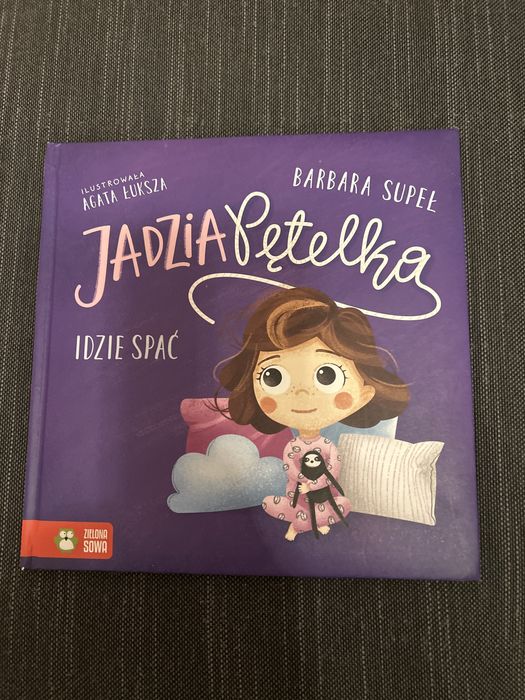 ILUSTROWAŁA
AGATA ŁUKSZA
BARBARA SUPEŁ
JADZIA Pętelka
IDZIE SPAĆ
ZIELONA
SOWA